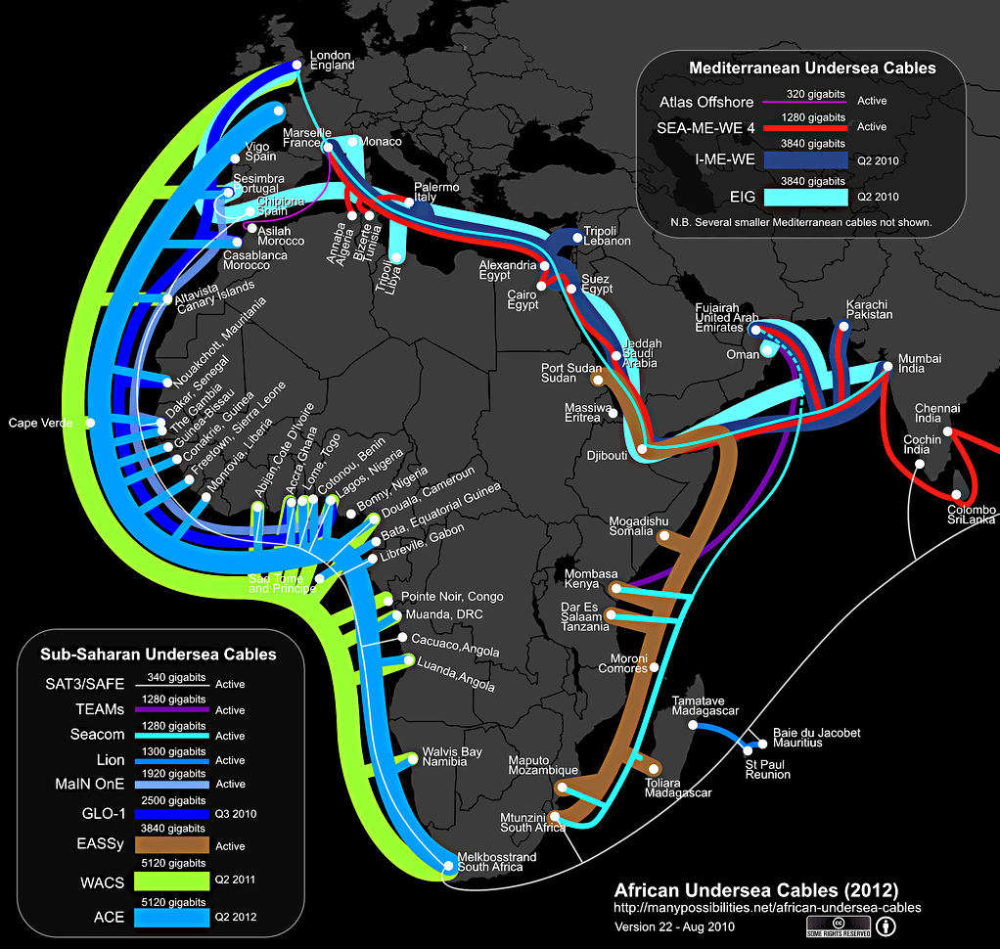 London
England
Marseille
France
Monaco
Vigo
Spain
Sesimbra
Portugal
Chipiona
Spain
Asilah
Morocco
Casablanca
Morocco
Palermo
Italy
Annaba
Algeria
Bizerte
Tunisia
Tripoli
Libya
Tripoli
Lebanon
Alexandria
Egypt
Cairo
Egypt
Suez
Egypt
Altavista
Canary Islands
Jeddah
Saudi
Arabia
Port Sudan
Sudan
Massiwa
Eritrea
Djibouti
Fujairah
United Arab
Emirates
Oman
Karachi
Pakistan
Mumbai
India
Chennai
India
Cochin
India
Colombo
SriLanka
Cape Verde
Nouakchott, Mauritania
Dakar, Senegal
The Gambia
Guinea-Bissau
Conakrie, Guinea
Freetown, Sierra Leone
Monrovia, Liberia
Abijan,Cote D'Ivore
Accra,Ghana
Lome, Togo
Colonou, Benin
Lagos, Nigeria
Bonny, Nigeria
Douala, Cameroun
Bata, Equatorial Guinea
Libreville, Gabon
Sao Tome
and Principe
Pointe Noir, Congo
Muanda, DRC
Cacuaco,Angola
Luanda,Angola
Walvis Bay
Namibia
Melkbosstrand
South Africa
Mogadishu
Somalia
Mombasa
Kenya
Dar Es
Salaam
Tanzania
Moroni
Comores
Tamatave
Madagascar
Baie du Jacobet
Mauritius
St Paul
Reunion
Toliara
Madagascar
Maputo
Mozambique
Mtunzini
South Africa
Mediterranean Undersea Cables
Atlas Offshore 320 gigabits Active
SEA-ME-WE 4 1280 gigabits Active
I-ME-WE 3840 gigabits Q2 2010
EIG 3840 gigabits Q2 2010
N.B. Several smaller Mediterranean cables not shown.
Sub-Saharan Undersea Cables
SAT3/SAFE 340 gigabits Active
TEAMs 1280 gigabits Active
Seacom 1280 gigabits Active
Lion 1300 gigabits Active
MaIN OnE 1920 gigabits Active
GLO-1 2500 gigabits Q3 2010
EASSy 3840 gigabits Active
WACS 5120 gigabits Q2 2011
ACE 5120 gigabits Q2 2012
African Undersea Cables (2012)
http://manypossibilities.net/african-undersea-cables
Version 22 - Aug 2010
cc
SOME RIGHTS RESERVED